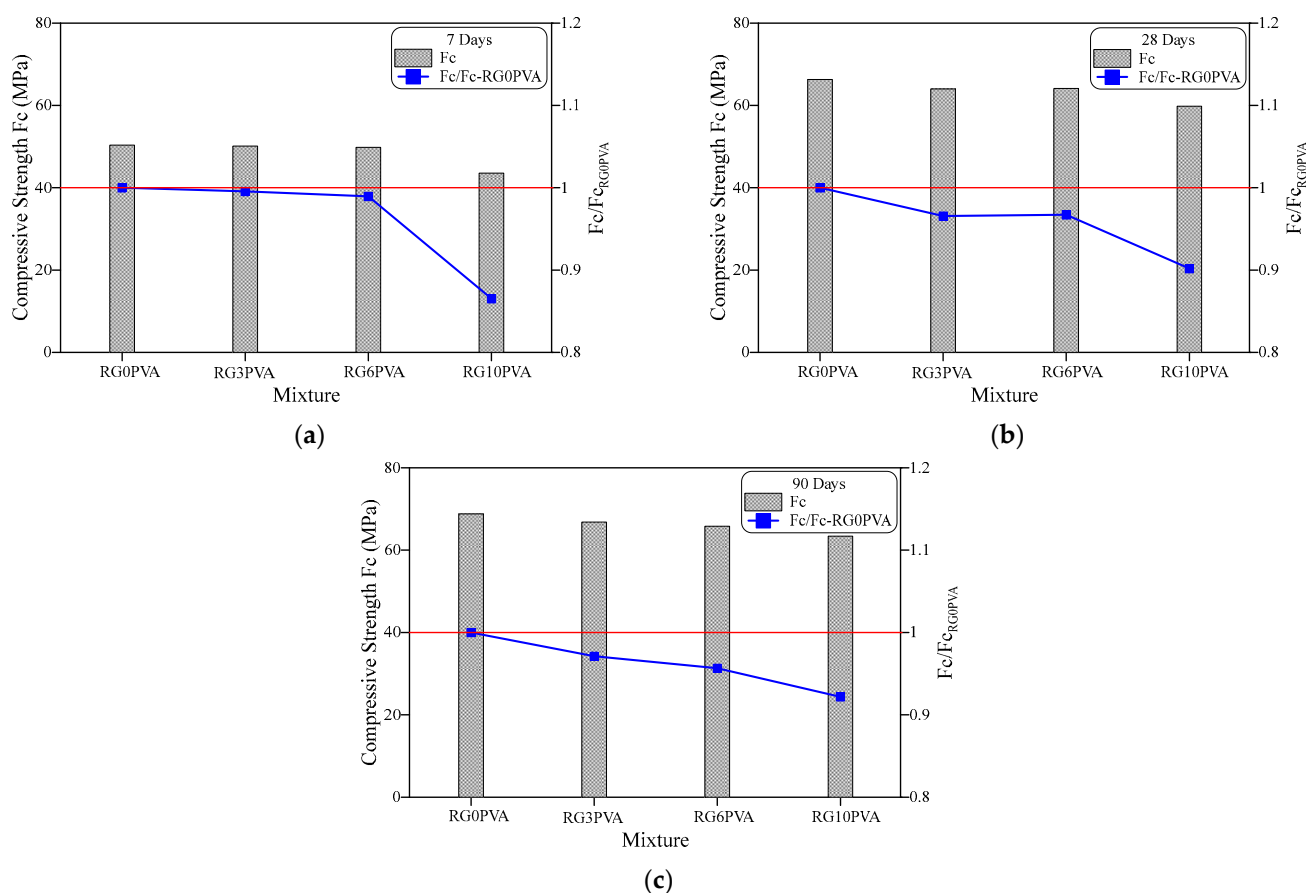 7 Days
Fc
Fc/Fc-RG0PVA
Compressive Strength Fc (MPa)
80
60
40
20
0
1.2
1.1
1
0.9
0.8
Fc/FcRG0PVA
RG0PVA RG3PVA RG6PVA RG10PVA
Mixture
(a)
28 Days
Fc
Fc/Fc-RG0PVA
Compressive Strength Fc (MPa)
80
60
40
20
0
1.2
1.1
1
0.9
0.8
Fc/FcRG0PVA
RG0PVA RG3PVA RG6PVA RG10PVA
Mixture
(b)
90 Days
Fc
Fc/Fc-RG0PVA
Compressive Strength Fc (MPa)
80
60
40
20
0
1.2
1.1
1
0.9
0.8
Fc/FcRG0PVA
RG0PVA RG3PVA RG6PVA RG10PVA
Mixture
(c)